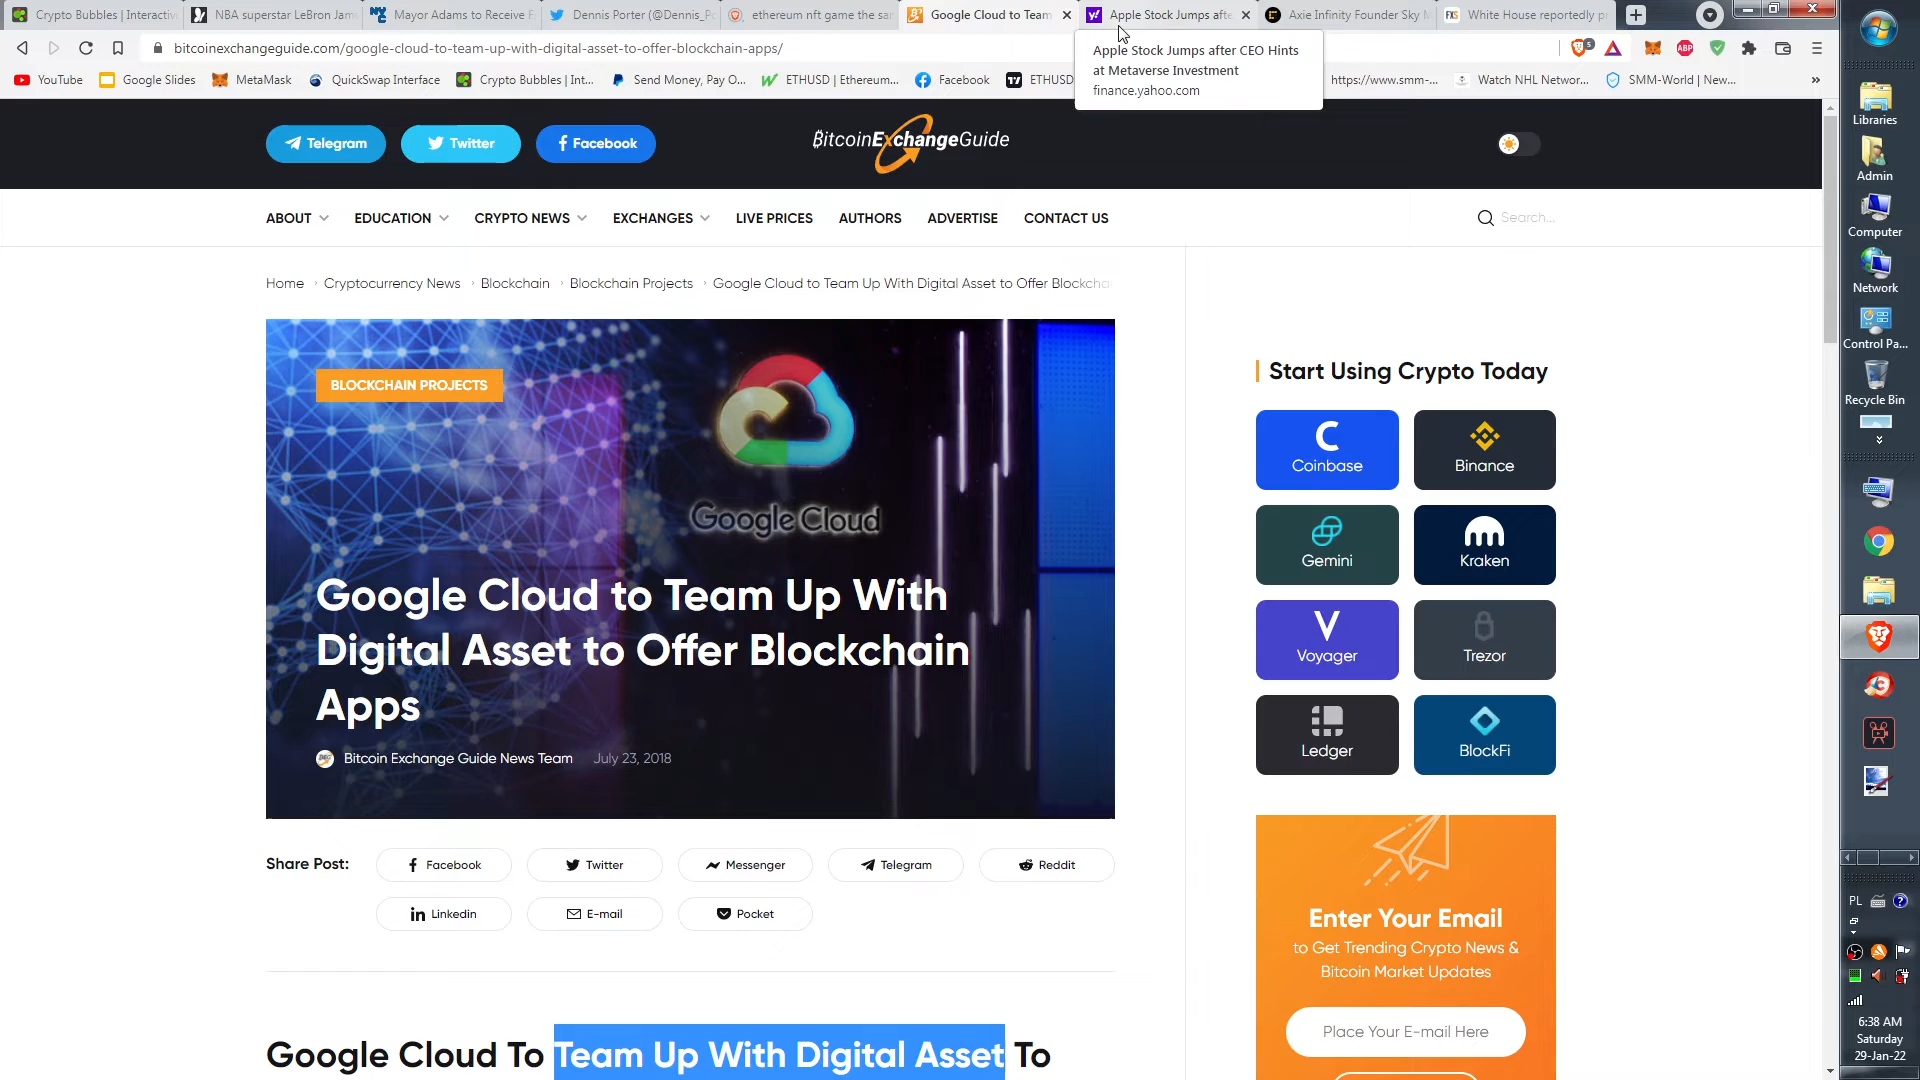 Crypto Bubbles | Interactive
NBA superstar LeBron Jam
Mayor Adams to Receive F
Dennis Porter (@Dennis_Po
ethereum nft game the san
Google Cloud to Team
Apple Stock Jumps afte
Axie Infinity Founder Sky M
White House reportedly pr
bitcoinexchangeguide.com/google-cloud-to-team-up-with-digital-asset-to-offer-blockchain-apps/
Apple Stock Jumps after CEO Hints
at Metaverse Investment
finance.yahoo.com
YouTube
Google Slides
MetaMask
QuickSwap Interface
Crypto Bubbles | Int...
Send Money, Pay O...
ETHUSD | Ethereum...
Facebook
ETHUSD
https://www.smm-...
Watch NHL Networ...
SMM-World | New...
Telegram
Twitter
Facebook
BitcoinExchangeGuide
ABOUT
EDUCATION
CRYPTO NEWS
EXCHANGES
LIVE PRICES
AUTHORS
ADVERTISE
CONTACT US
Search...
Home › Cryptocurrency News › Blockchain › Blockchain Projects › Google Cloud to Team Up With Digital Asset to Offer Blockcha
BLOCKCHAIN PROJECTS
Google Cloud
Google Cloud to Team Up With
Digital Asset to Offer Blockchain
Apps
Bitcoin Exchange Guide News Team July 23, 2018
Share Post:
Facebook
Twitter
Messenger
Telegram
Reddit
Linkedin
E-mail
Pocket
Google Cloud To Team Up With Digital Asset To
Start Using Crypto Today
Coinbase
Binance
Gemini
Kraken
Voyager
Trezor
Ledger
BlockFi
Enter Your Email
to Get Trending Crypto News &
Bitcoin Market Updates
Place Your E-mail Here
Libraries
Admin
Computer
Network
Control Pa...
Recycle Bin
PL
6:38 AM
Saturday
29-Jan-22